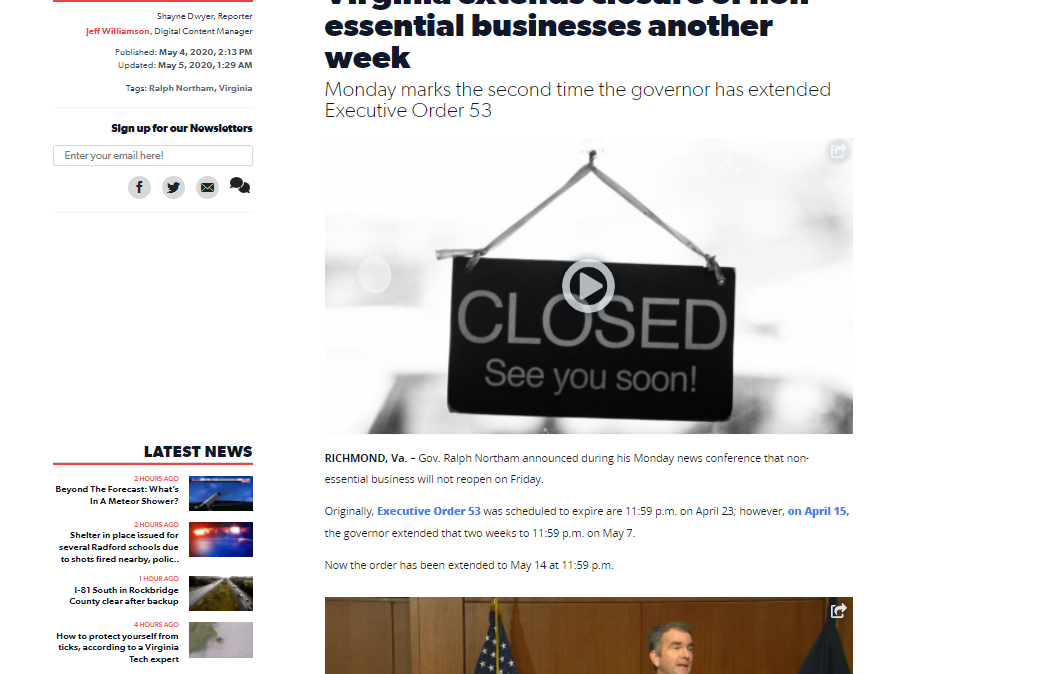 Shayne Dwyer, Reporter
Jeff Williamson, Digital Content Manager
Published: May 4, 2020, 2:13 PM
Updated: May 5, 2020, 1:29 AM
Tags: Ralph Northam, Virginia
Sign up for our Newsletters
Enter your email here!
LATEST NEWS
2 HOURS AGO
Beyond The Forecast: What's
In A Meteor Shower?
2 HOURS AGO
Shelter in place issued for
several Radford schools due
to shots fired nearby, polic..
1 HOUR AGO
I-81 South in Rockbridge
County clear after backup
4 HOURS AGO
How to protect yourself from
ticks, according to a Virginia
Tech expert
Virginia extends closure of non-
essential businesses another
week
Monday marks the second time the governor has extended
Executive Order 53
CLOSED
See you soon!
RICHMOND, Va. – Gov. Ralph Northam announced during his Monday news conference that non-
essential business will not reopen on Friday.
Originally, Executive Order 53 was scheduled to expire are 11:59 p.m. on April 23; however, on April 15,
the governor extended that two weeks to 11:59 p.m. on May 7.
Now the order has been extended to May 14 at 11:59 p.m.